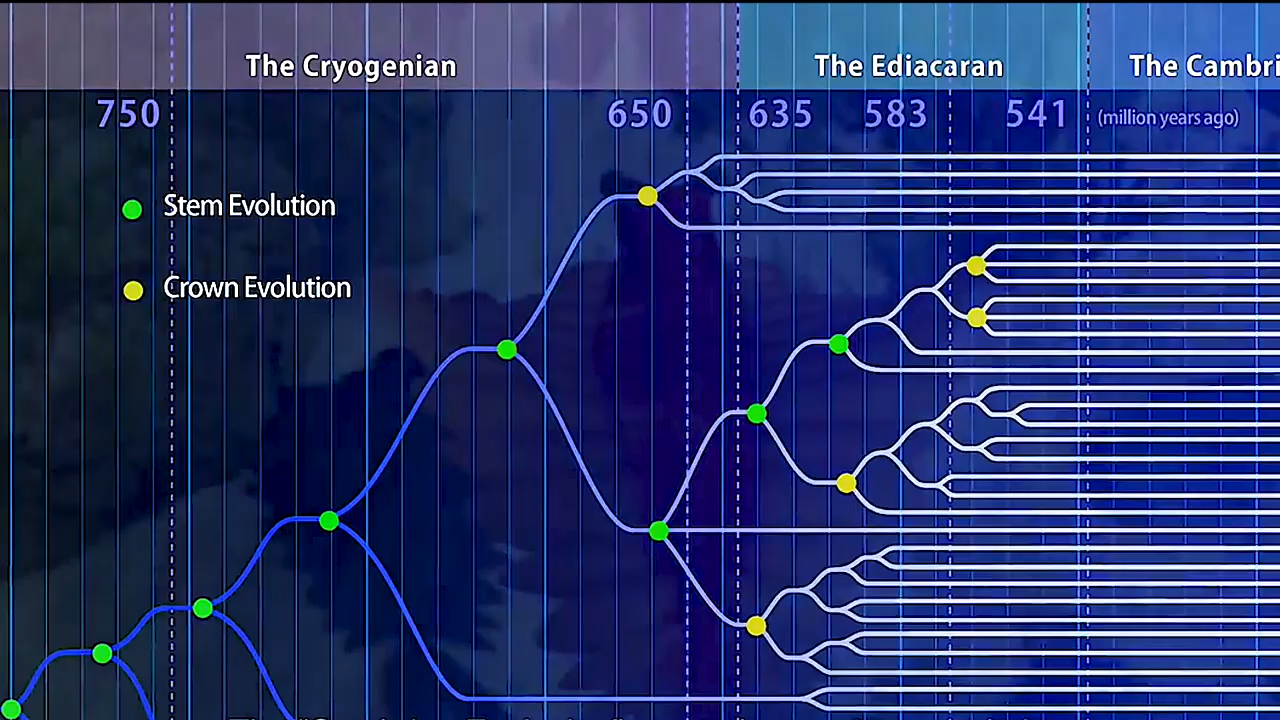 The Cryogenian
The Ediacaran
The Cambri
750
650
635
583
541
(million years ago)
Stem Evolution
Crown Evolution